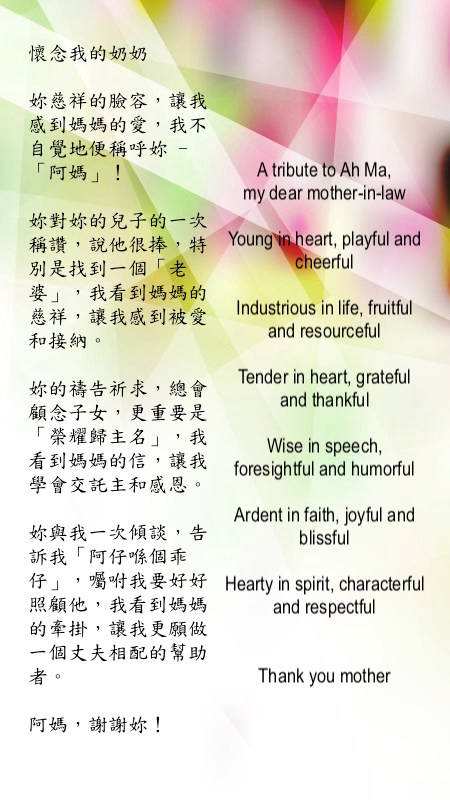 懷念我的奶奶
妳慈祥的臉容，讓我
感到媽媽的愛，我不
自覺地便稱呼妳 –
「阿媽」！
妳對妳的兒子的一次
稱讚，說他很捧，特
別是找到一個「老
婆」，我看到媽媽的
慈祥，讓我感到被愛
和接納。
妳的禱告祈求，總會
顧念子女，更重要是
「榮耀歸主名」，我
看到媽媽的信，讓我
學會交託主和感恩。
妳與我一次傾談，告
訴我「阿仔喺個乖
仔」，囑咐我要好好
照顧他，我看到媽媽
的牽掛，讓我更願做
一個丈夫相配的幫助
者。
阿媽，謝謝妳！
A tribute to Ah Ma,
my dear mother-in-law
Young in heart, playful and
cheerful
Industrious in life, fruitful
and resourceful
Tender in heart, grateful
and thankful
Wise in speech,
foresightful and humorful
Ardent in faith, joyful and
blissful
Hearty in spirit, characterful
and respectful
Thank you mother